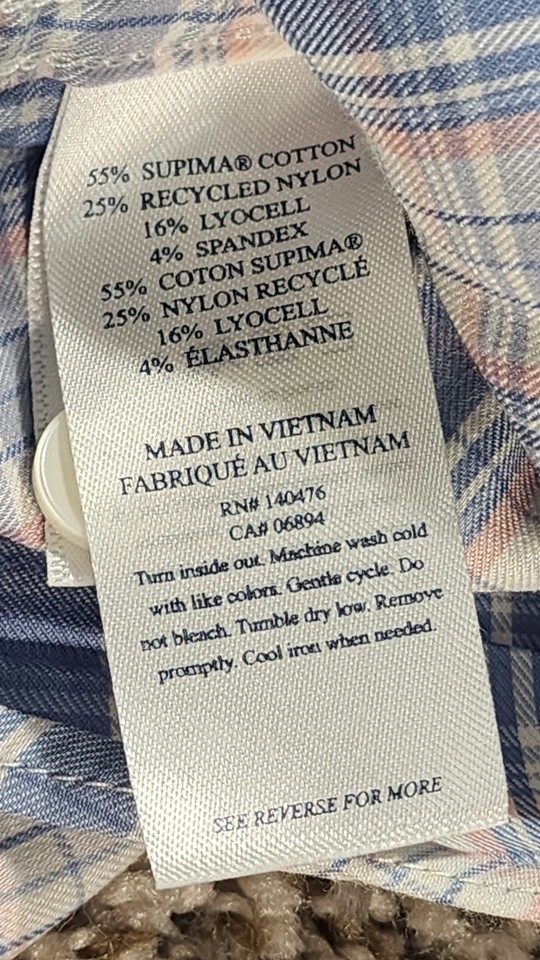 55% SUPIMA® COTTON
25% RECYCLED NYLON
16% LYOCELL
4% SPANDEX
55% COTON SUPIMA®
25% NYLON RECYCLÉ
16% LYOCELL
4% ÉLASTHANNE
MADE IN VIETNAM
FABRIQUÉ AU VIETNAM
RN# 140476
CA# 06894
Turn inside out. Machine wash cold
with like colors. Gentle cycle. Do
not bleach. Tumble dry low. Remove
promptly. Cool iron when needed.
SEE REVERSE FOR MORE